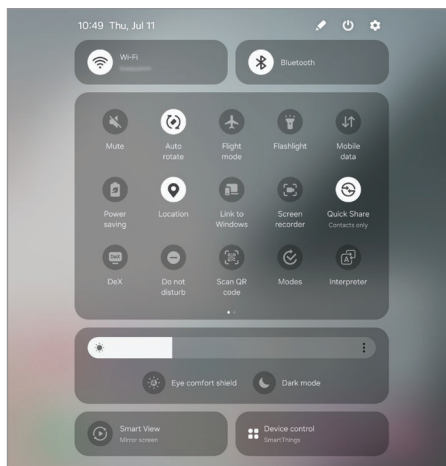 10:49 Thu, Jul 11
Wi-Fi
Bluetooth
Mute
Auto
rotate
Flight
mode
Flashlight
Mobile
data
Power
saving
Location
Link to
Windows
Screen
recorder
Quick Share
Contacts only
DeX
DeX
Do not
disturb
Scan QR
code
Modes
A
Interpreter
Eye comfort shield
Dark mode
Smart View
Mirror screen
Device control
SmartThings